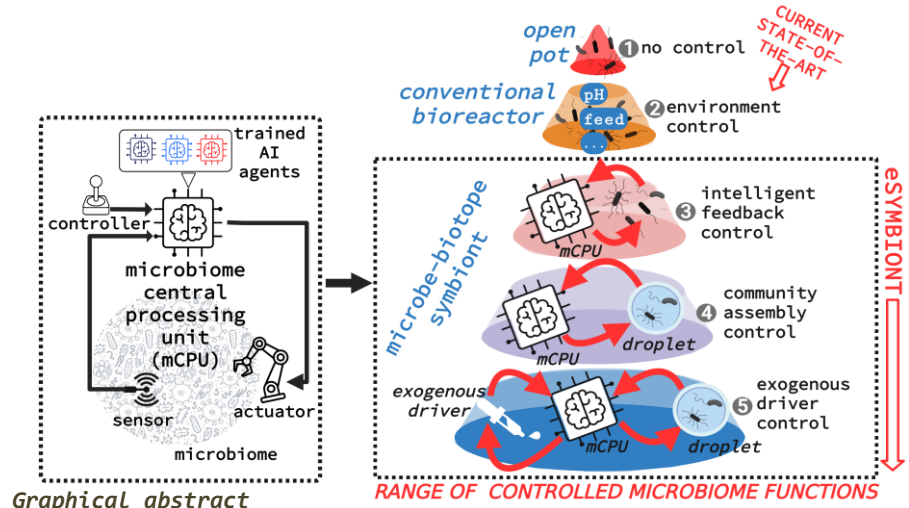 trained
AI
agents
controller
microbiome
central
processing
unit
(mCPU)
sensor
actuator
microbiome
Graphical abstract
open
pot
1 no control
CURRENT
STATE-OF-
THE-ART
conventional
bioreactor
pH
feed
...
2 environment
control
microbe-biotope
symbiont
mCPU
3 intelligent
feedback
control
mCPU
droplet
4 community
assembly
control
exogenous
driver
mCPU
droplet
5 exogenous
driver
control
eSYMBIONT
RANGE OF CONTROLLED MICROBIOME FUNCTIONS